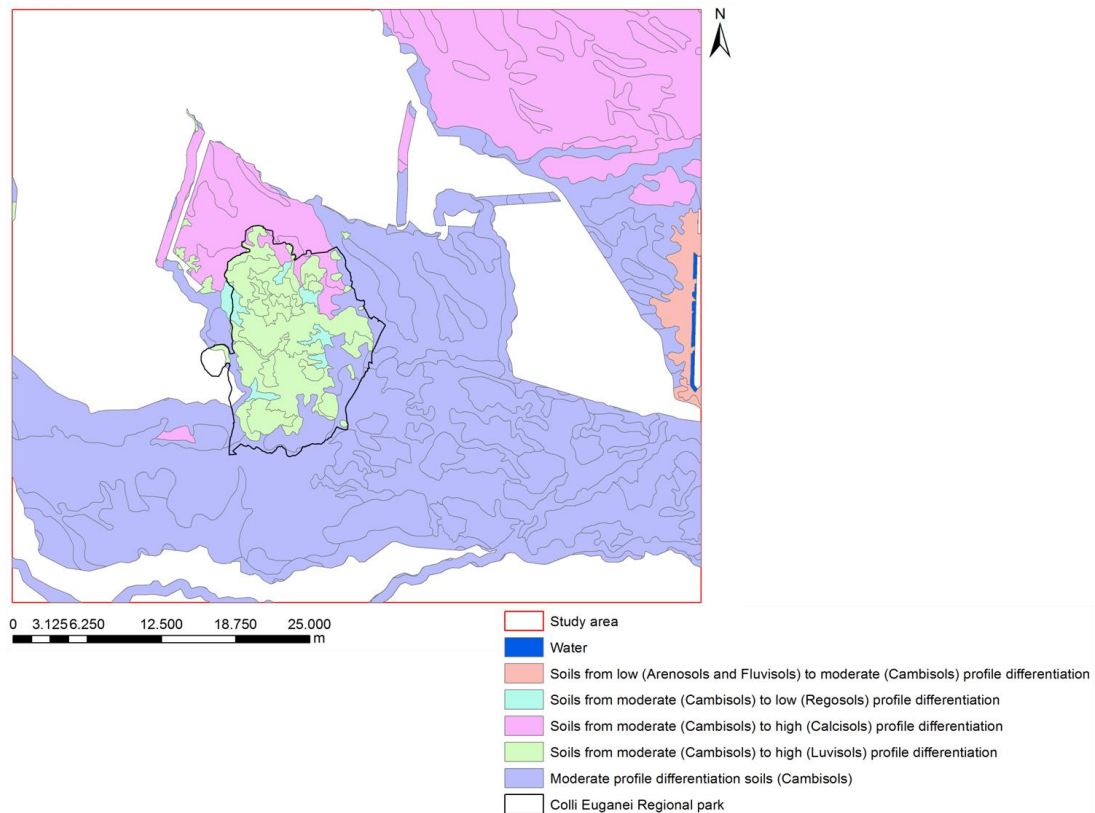 N
0 3.125 6.250 12.500 18.750 25.000
m
Study area
Water
Soils from low (Arenosols and Fluvisols) to moderate (Cambisols) profile differentiation
Soils from moderate (Cambisols) to low (Regosols) profile differentiation
Soils from moderate (Cambisols) to high (Calcisols) profile differentiation
Soils from moderate (Cambisols) to high (Luvisols) profile differentiation
Moderate profile differentiation soils (Cambisols)
Colli Euganei Regional park